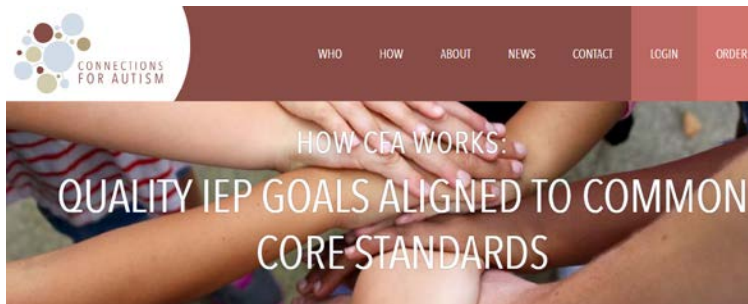 CONNECTIONS
FOR AUTISM
WHO HOW ABOUT NEWS CONTACT LOGIN ORDER
HOW CFA WORKS:
QUALITY IEP GOALS ALIGNED TO COMMON
CORE STANDARDS